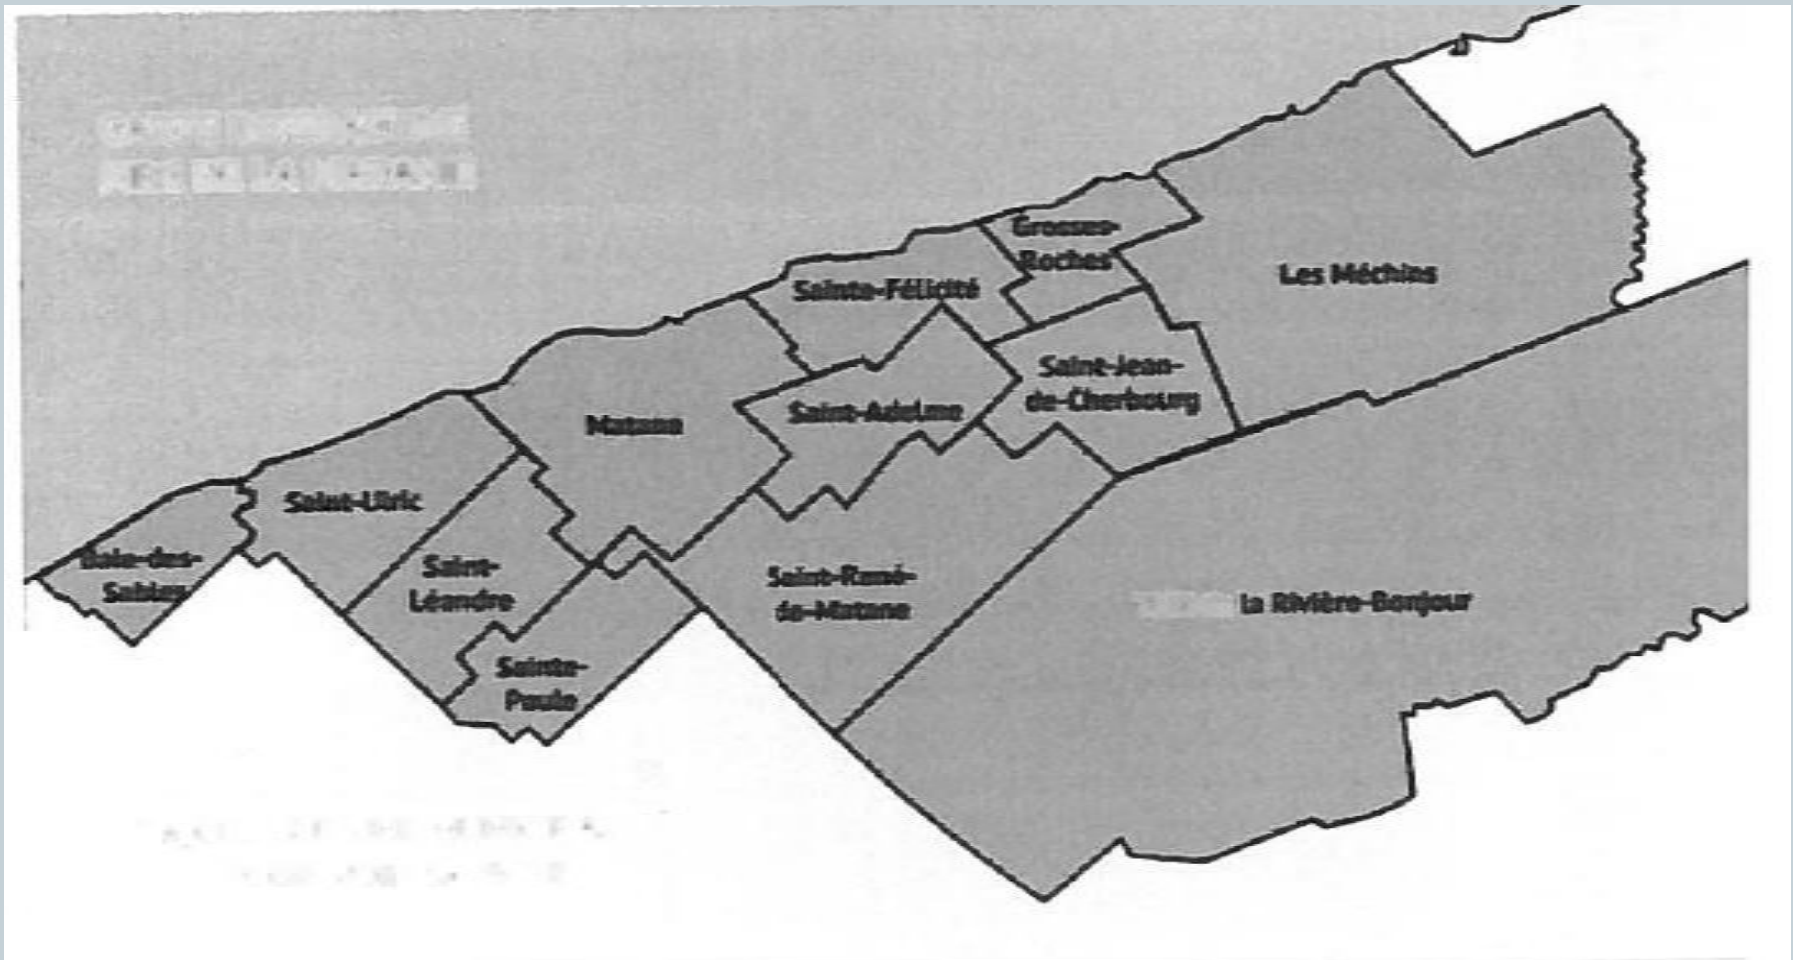 Grosses-
Roches
Les Méchins
Sainte-Félicité
Saint-Jean-
de-Cherbourg
Saint-Adelme
Matane
Saint-Ulric
Baie-des-
Sables
Saint-
Léandre
Saint-René-
de-Matane
la Rivière-Bonjour
Sainte-
Paule